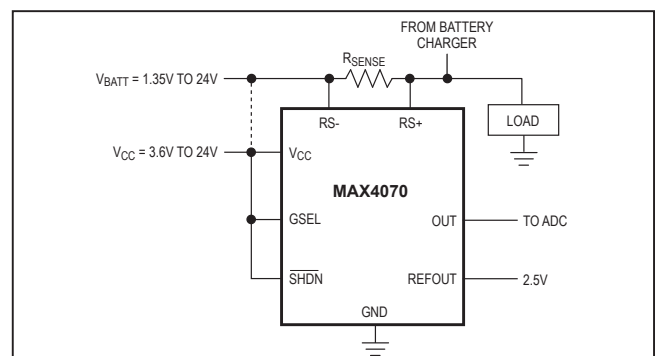 FROM BATTERY
CHARGER
RSENSE
VBATT = 1.35V TO 24V
RS-
RS+
LOAD
VCC = 3.6V TO 24V
VCC
MAX4070
GSEL
OUT
TO ADC
SHDN
REFOUT
2.5V
GND